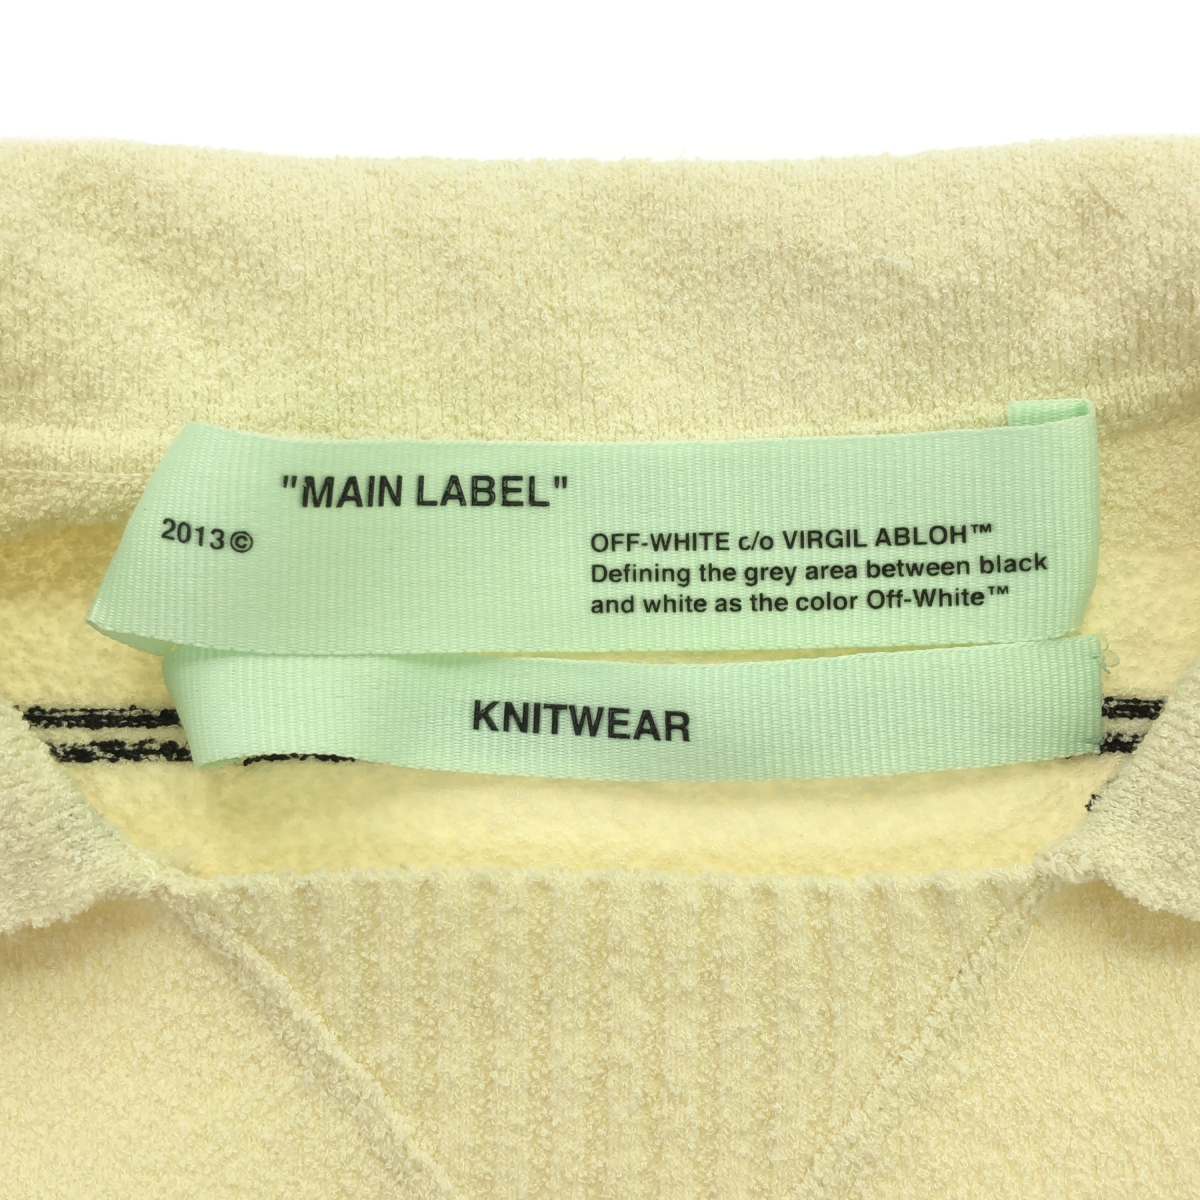 "MAIN LABEL"
2013©
OFF-WHITE c/o VIRGIL ABLOH™
Defining the grey area between black
and white as the color Off-White™
KNITWEAR